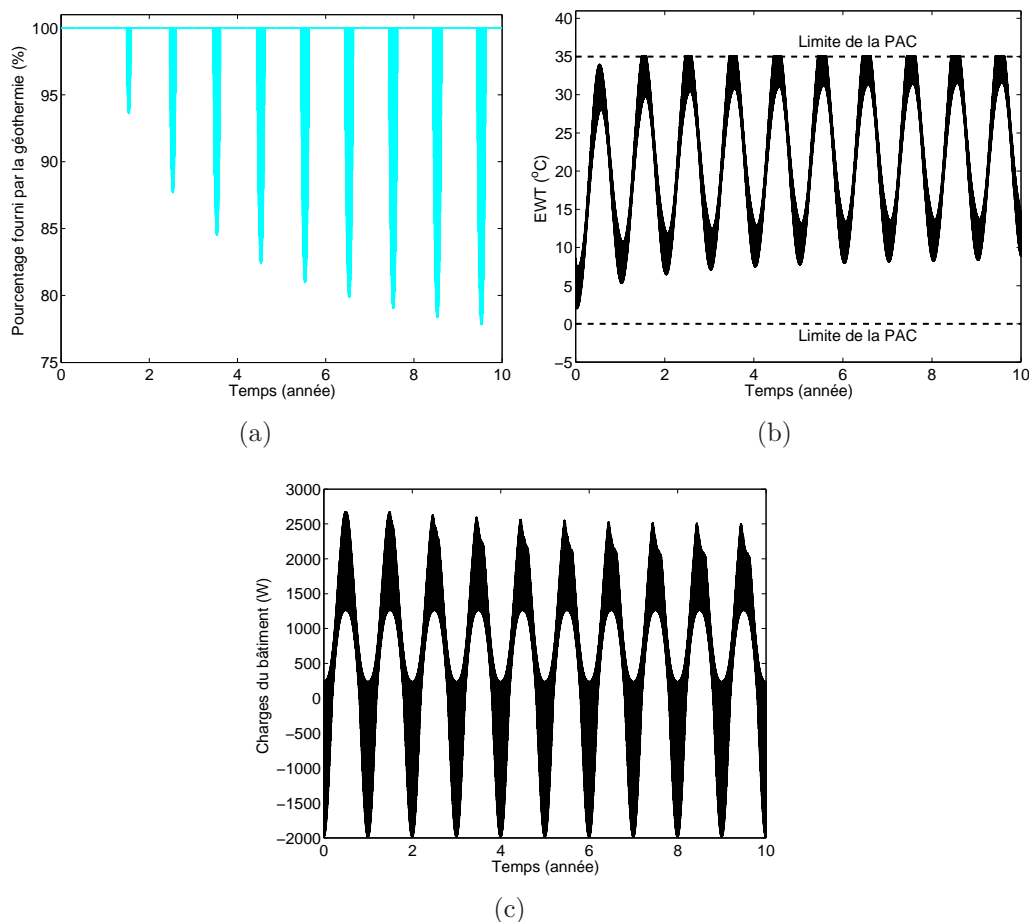 100
95
90
85
80
75
0 2 4 6 8 10
Pourcentage fourni par la géothermie (%)
Temps (année)
(a)
40
35
30
25
20
15
10
5
0
−5
0 2 4 6 8 10
EWT (°C)
Limite de la PAC
Limite de la PAC
Temps (année)
(b)
3000
2500
2000
1500
1000
500
0
−500
−1000
−1500
−2000
0 2 4 6 8 10
Charges du bâtiment (W)
Temps (année)
(c)